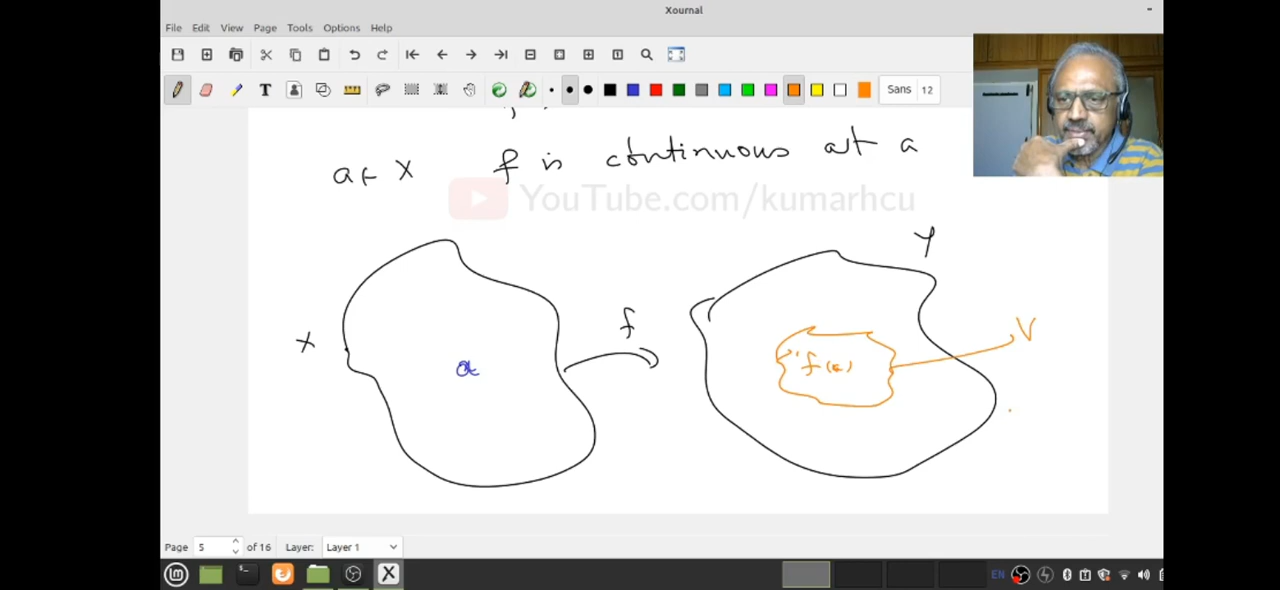 Xournal
File Edit View Page Tools Options Help
T
Sans 12
a ∈ X f is continuous at a
YouTube.com/kumarhcu
Y
X a f f(a) V
Page 5 of 16 Layer: Layer 1
EN